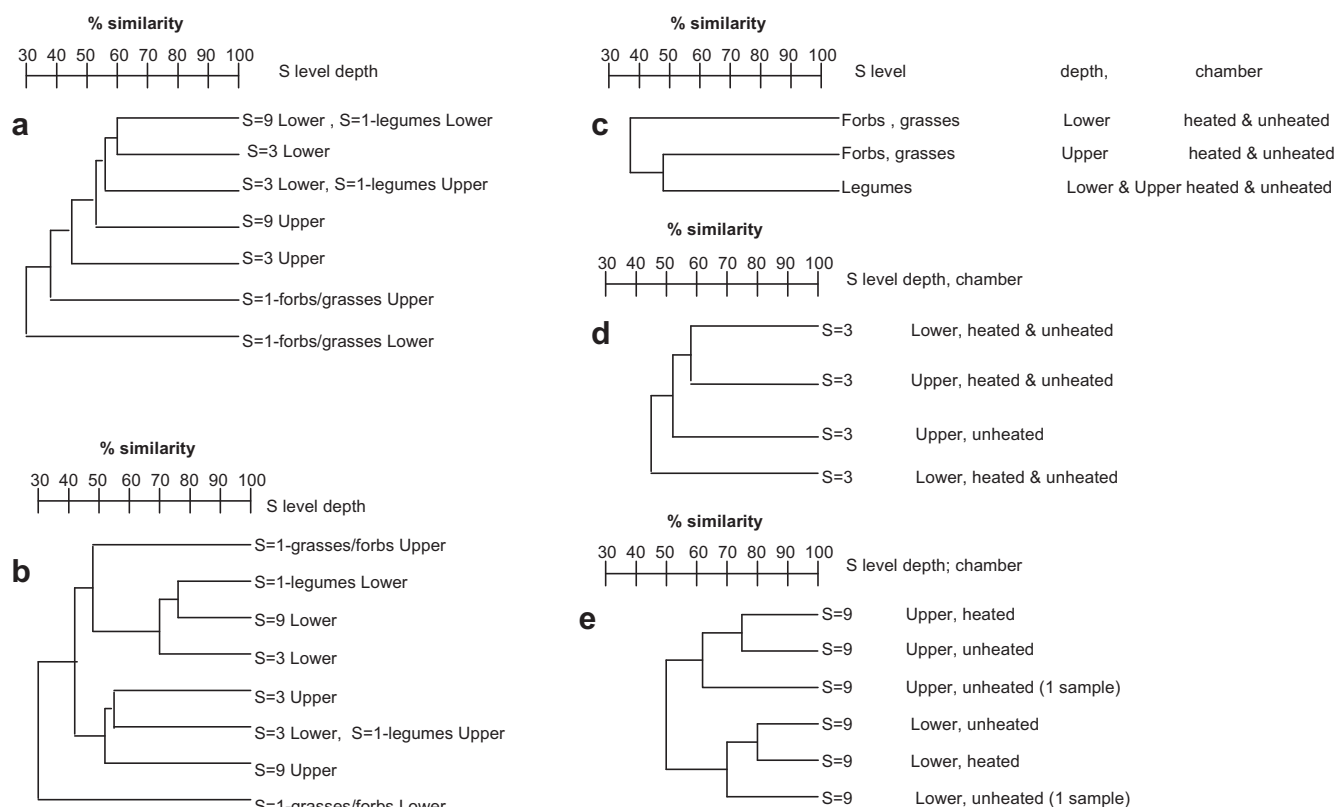 % similarity
30 40 50 60 70 80 90 100
S level depth
a
S=9 Lower , S=1-legumes Lower
S=3 Lower
S=3 Lower, S=1-legumes Upper
S=9 Upper
S=3 Upper
S=1-forbs/grasses Upper
S=1-forbs/grasses Lower
% similarity
30 40 50 60 70 80 90 100
S level depth
b
S=1-grasses/forbs Upper
S=1-legumes Lower
S=9 Lower
S=3 Lower
S=3 Upper
S=3 Lower, S=1-legumes Upper
S=9 Upper
S=1-grasses/forbs Lower
% similarity
30 40 50 60 70 80 90 100
S level depth, chamber
c
Forbs , grasses Lower heated & unheated
Forbs, grasses Upper heated & unheated
Legumes Lower & Upper heated & unheated
% similarity
30 40 50 60 70 80 90 100
S level depth, chamber
d
S=3 Lower, heated & unheated
S=3 Upper, heated & unheated
S=3 Upper, unheated
S=3 Lower, heated & unheated
% similarity
30 40 50 60 70 80 90 100
S level depth; chamber
e
S=9 Upper, heated
S=9 Upper, unheated
S=9 Upper, unheated (1 sample)
S=9 Lower, unheated
S=9 Lower, heated
S=9 Lower, unheated (1 sample)